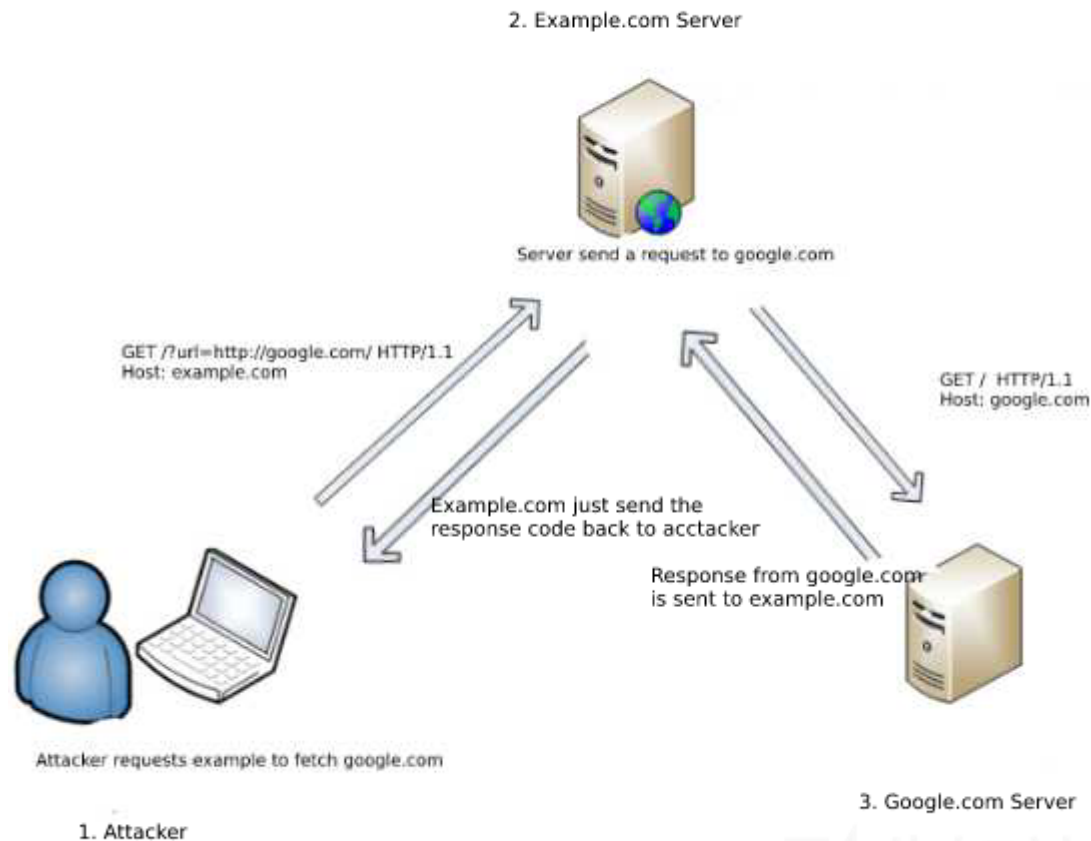 2. Example.com Server
Server send a request to google.com
GET /?url=http://google.com/ HTTP/1.1
Host: example.com
GET / HTTP/1.1
Host: google.com
Example.com just send the
response code back to acctacker
Response from google.com
is sent to example.com
Attacker requests example to fetch google.com
3. Google.com Server
1. Attacker